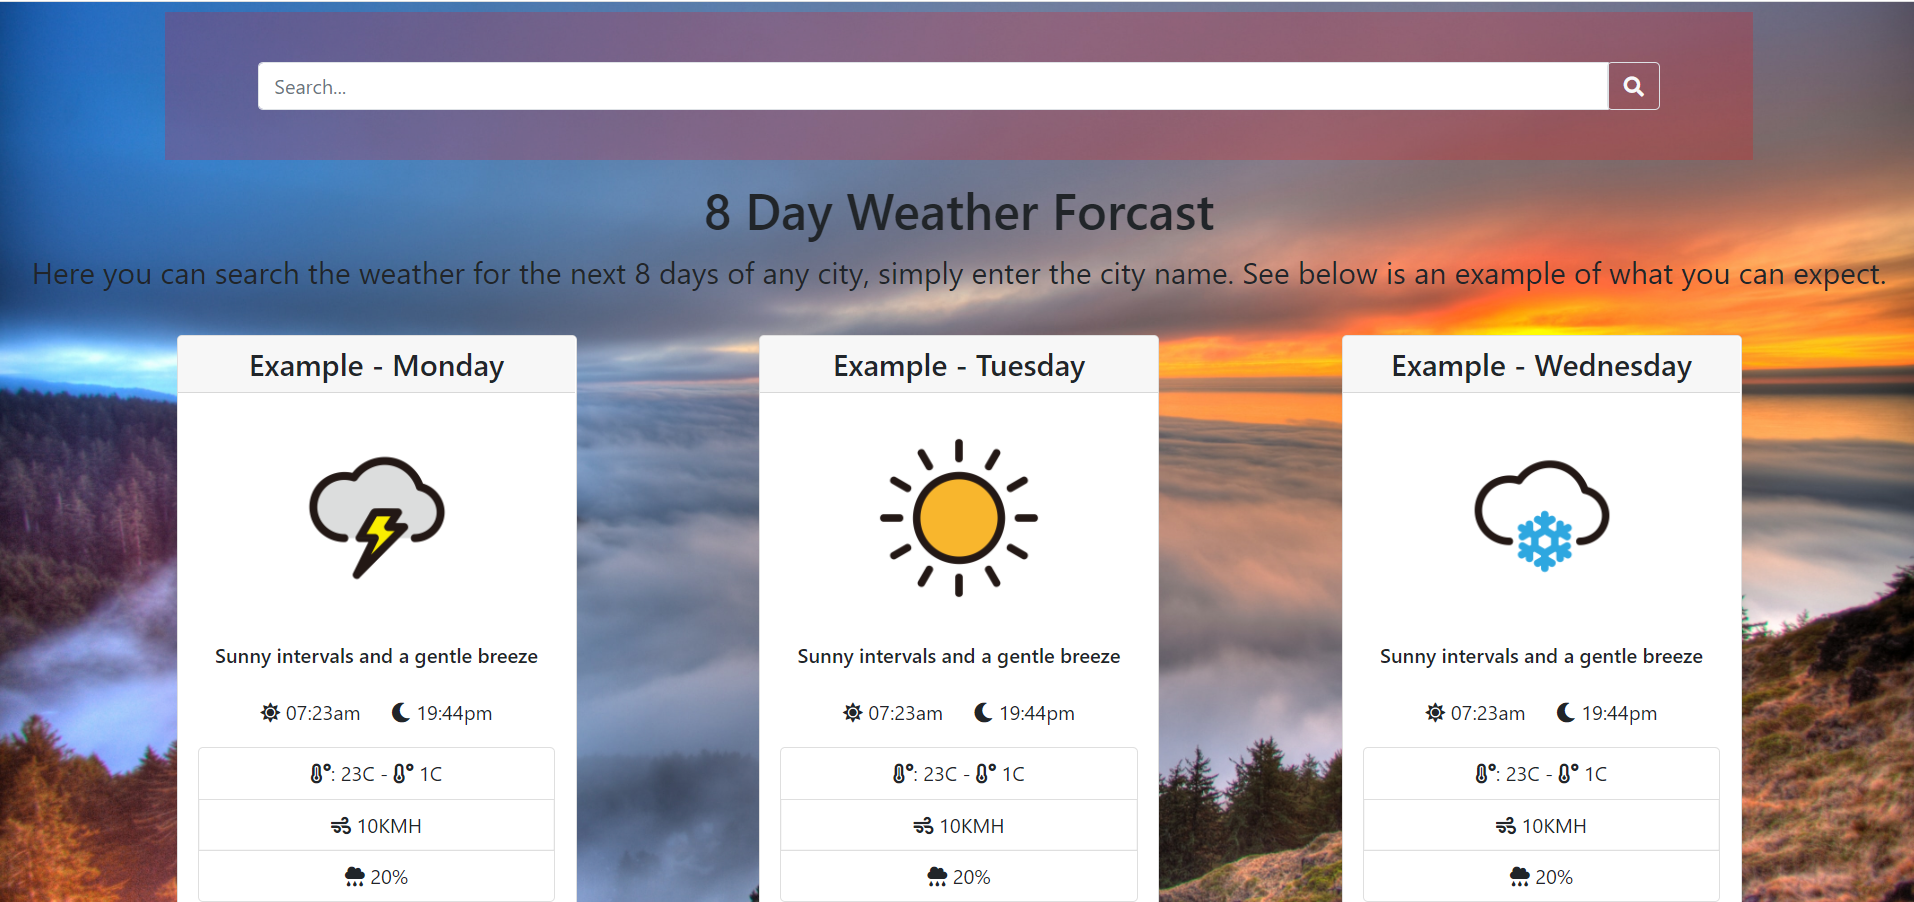 Search...
8 Day Weather Forcast
Here you can search the weather for the next 8 days of any city, simply enter the city name. See below is an example of what you can expect.
Example - Monday
Sunny intervals and a gentle breeze
07:23am 19:44pm
: 23C - 1C
10KMH
20%
Example - Tuesday
Sunny intervals and a gentle breeze
07:23am 19:44pm
: 23C - 1C
10KMH
20%
Example - Wednesday
Sunny intervals and a gentle breeze
07:23am 19:44pm
: 23C - 1C
10KMH
20%